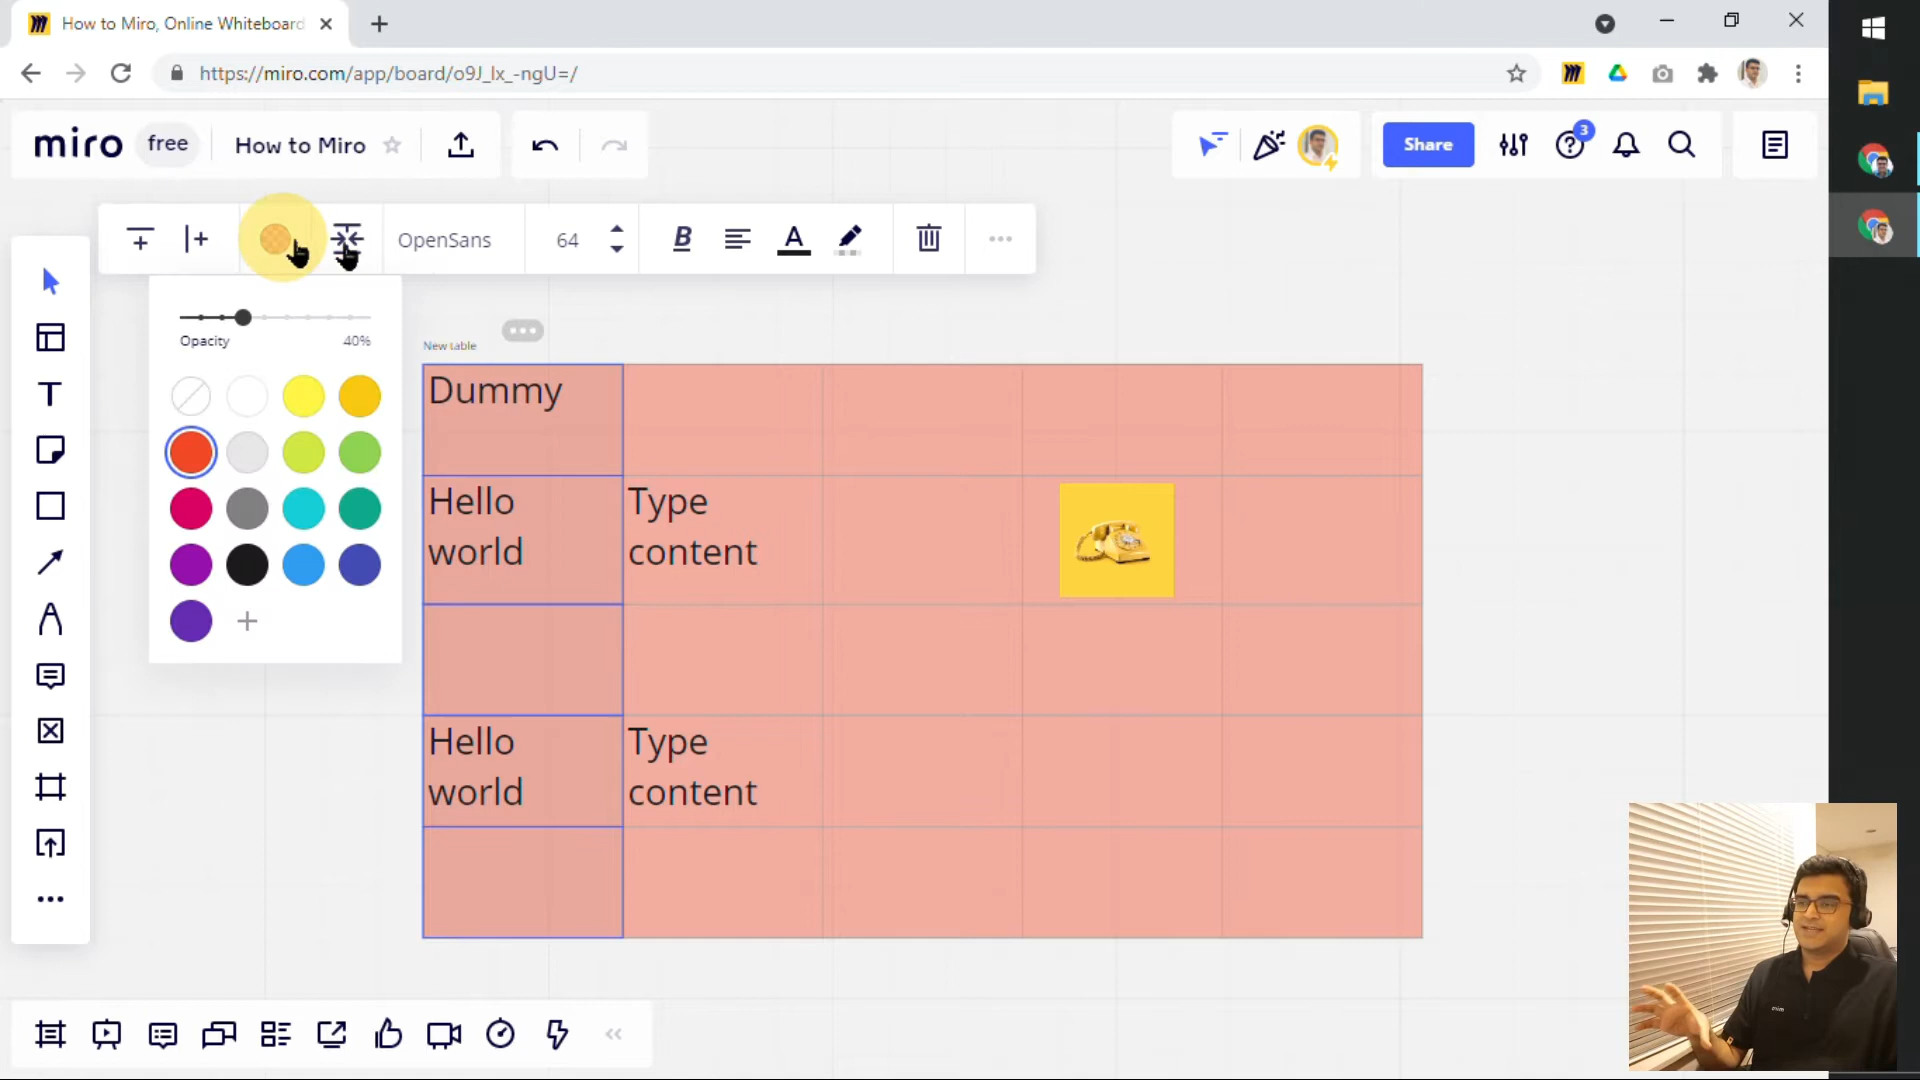 How to Miro, Online Whiteboard
https://miro.com/app/board/o9J_lx_-ngU=/
miro free How to Miro
Share
3
OpenSans 64 B A
Opacity 40%
New table
Dummy
Hello
world
Type
content
Hello
world
Type
content